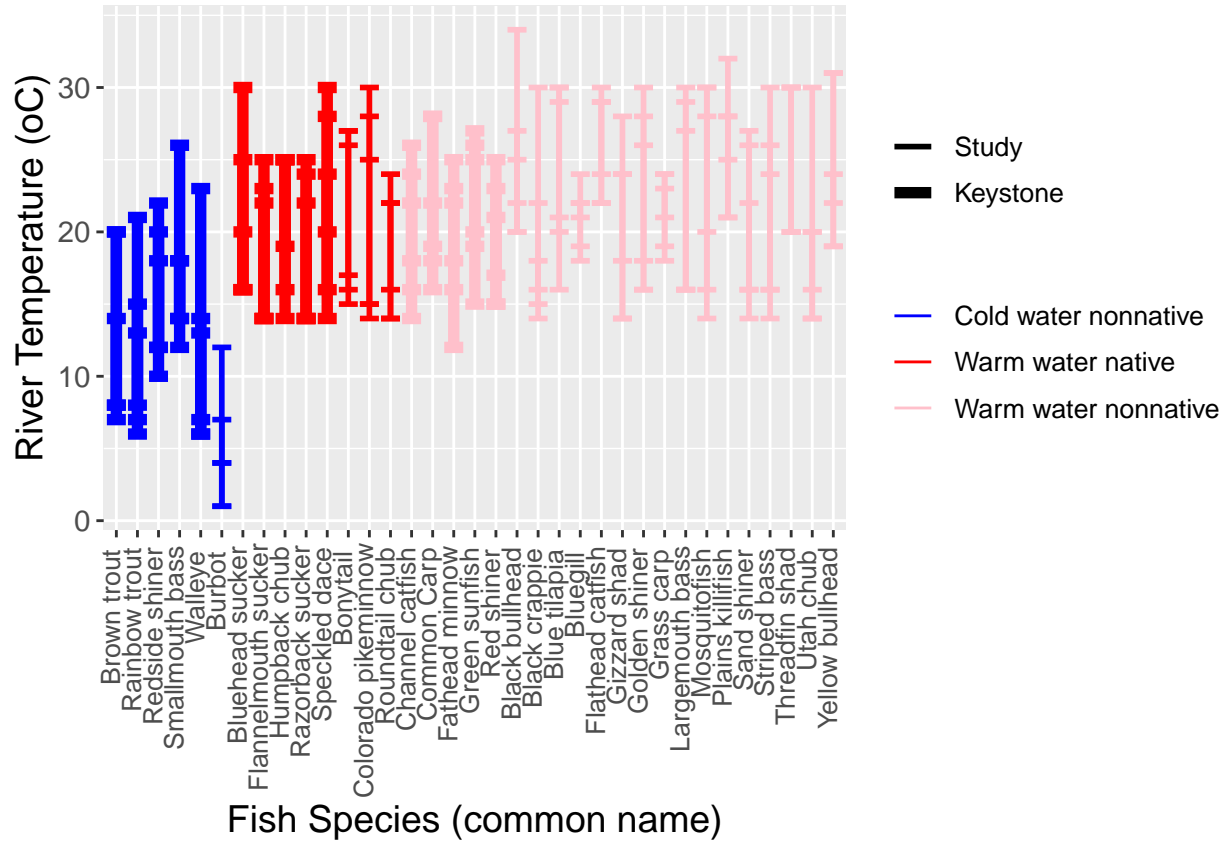 River Temperature (oC)
30
20
10
0
Brown trout
Rainbow trout
Redside shiner
Smallmouth bass
Walleye
Burbot
Bluehead sucker
Flannelmouth sucker
Humpback chub
Razorback sucker
Speckled dace
Bonytail
Colorado pikeminnow
Roundtail chub
Channel catfish
Common Carp
Fathead minnow
Green sunfish
Red shiner
Black bullhead
Black crappie
Blue tilapia
Bluegill
Flathead catfish
Gizzard shad
Golden shiner
Grass carp
Largemouth bass
Mosquitofish
Plains killifish
Sand shiner
Striped bass
Threadfin shad
Utah chub
Yellow bullhead
Fish Species (common name)
Study
Keystone
Cold water nonnative
Warm water native
Warm water nonnative